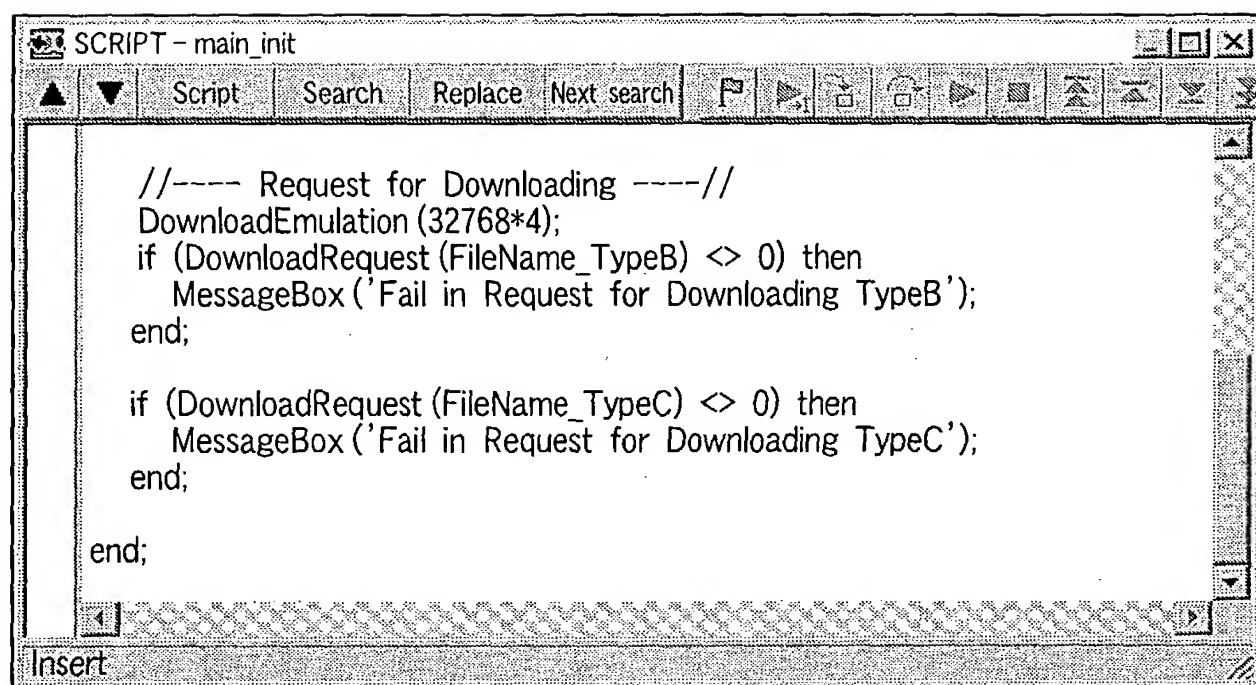 SCRIPT – main_init
Script Search Replace Next search
//---- Request for Downloading ----//
DownloadEmulation (32768*4);
if (DownloadRequest (FileName_TypeB) <> 0) then
MessageBox ('Fail in Request for Downloading TypeB');
end;
if (DownloadRequest (FileName_TypeC) <> 0) then
MessageBox ('Fail in Request for Downloading TypeC');
end;
end;
Insert